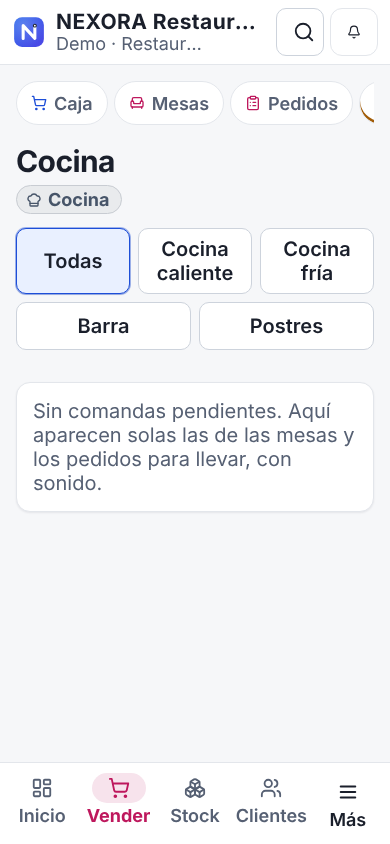 NEXORA Restaur...
Demo · Restaur...
Caja
Mesas
Pedidos
Cocina
Cocina
Todas
Cocina
caliente
Cocina
fría
Barra
Postres
Sin comandas pendientes. Aquí
aparecen solas las de las mesas y
los pedidos para llevar, con
sonido.
Inicio
Vender
Stock
Clientes
Más